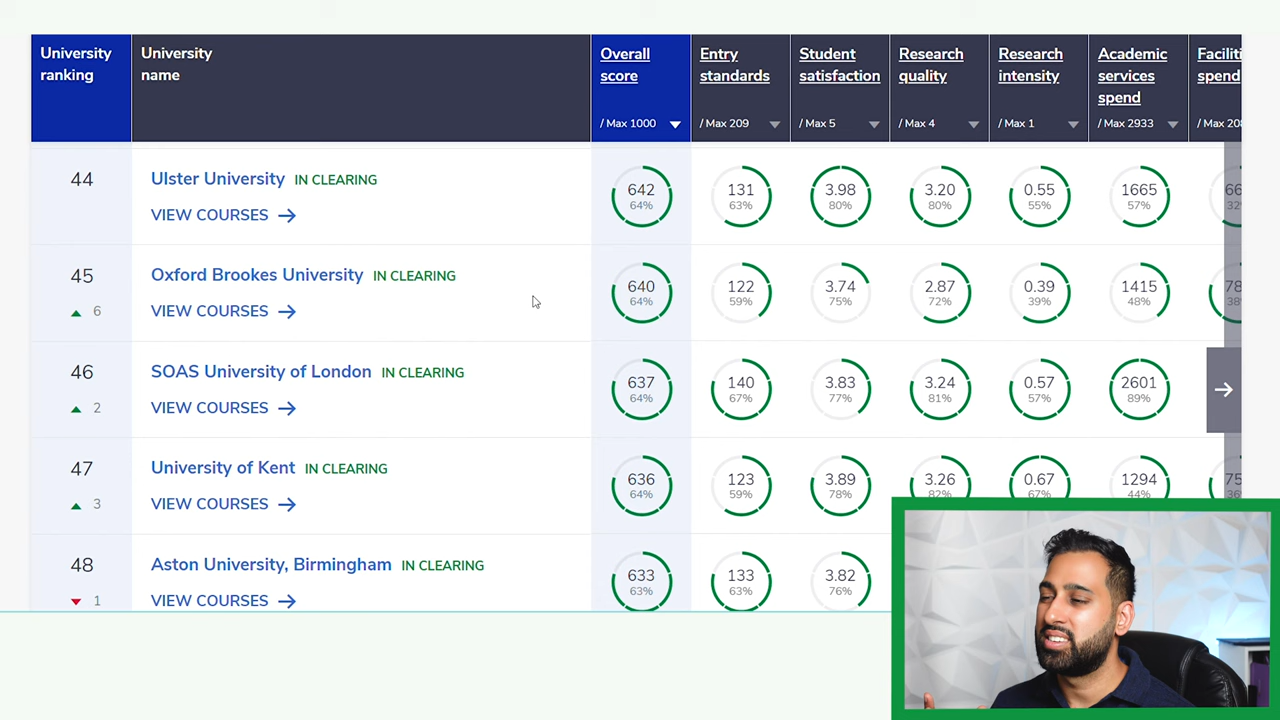 University ranking
University name
Overall score
/ Max 1000
Entry standards
/ Max 209
Student satisfaction
/ Max 5
Research quality
/ Max 4
Research intensity
/ Max 1
Academic services spend
/ Max 2933
spend
44
Ulster University IN CLEARING
VIEW COURSES
642
64%
131
63%
3.98
80%
3.20
80%
0.55
55%
1665
57%
45
6
Oxford Brookes University IN CLEARING
VIEW COURSES
640
64%
122
59%
3.74
75%
2.87
72%
0.39
39%
1415
48%
46
2
SOAS University of London IN CLEARING
VIEW COURSES
637
64%
140
67%
3.83
77%
3.24
81%
0.57
57%
2601
89%
47
3
University of Kent IN CLEARING
VIEW COURSES
636
64%
123
59%
3.89
78%
3.26
82%
0.67
67%
1294
44%
48
1
Aston University, Birmingham IN CLEARING
VIEW COURSES
633
63%
133
63%
3.82
76%